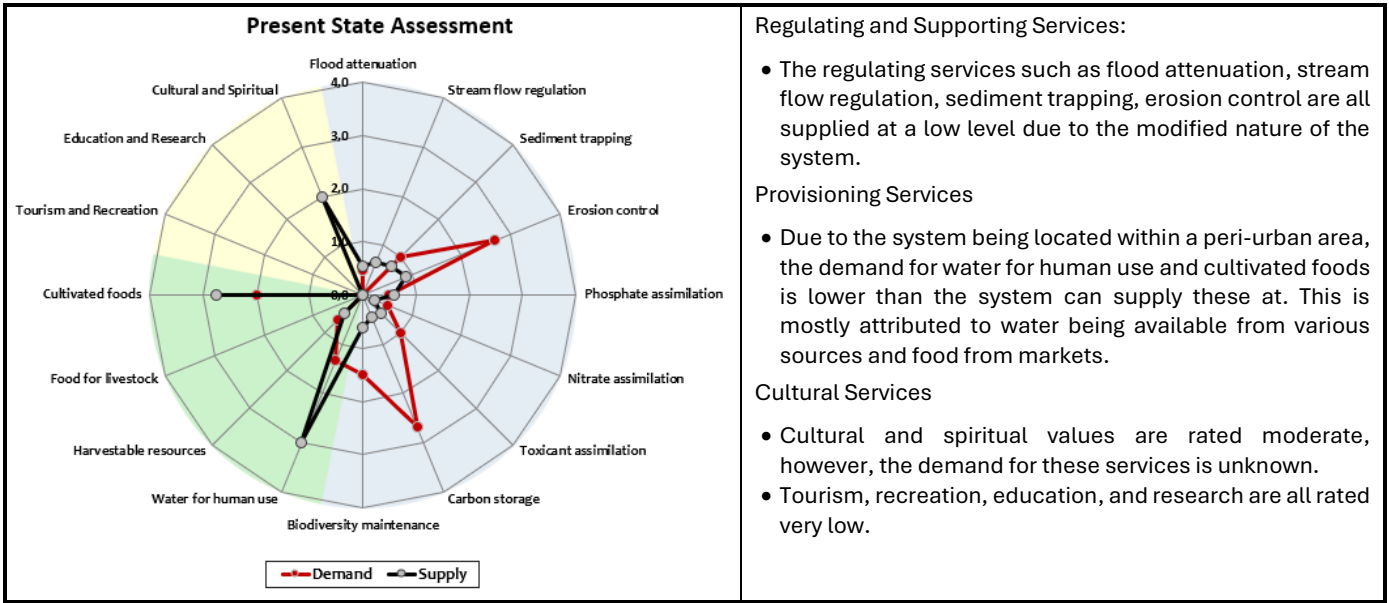 Present State Assessment
Flood attenuation
Stream flow regulation
Sediment trapping
Erosion control
Phosphate assimilation
Nitrate assimilation
Toxicant assimilation
Carbon storage
Biodiversity maintenance
Water for human use
Harvestable resources
Food for livestock
Cultivated foods
Tourism and Recreation
Education and Research
Cultural and Spiritual
4,0
3,0
2,0
1,0
0,0
Demand
Supply
Regulating and Supporting Services:
• The regulating services such as flood attenuation, stream
flow regulation, sediment trapping, erosion control are all
supplied at a low level due to the modified nature of the
system.
Provisioning Services
• Due to the system being located within a peri-urban area,
the demand for water for human use and cultivated foods
is lower than the system can supply these at. This is
mostly attributed to water being available from various
sources and food from markets.
Cultural Services
• Cultural and spiritual values are rated moderate,
however, the demand for these services is unknown.
• Tourism, recreation, education, and research are all rated
very low.